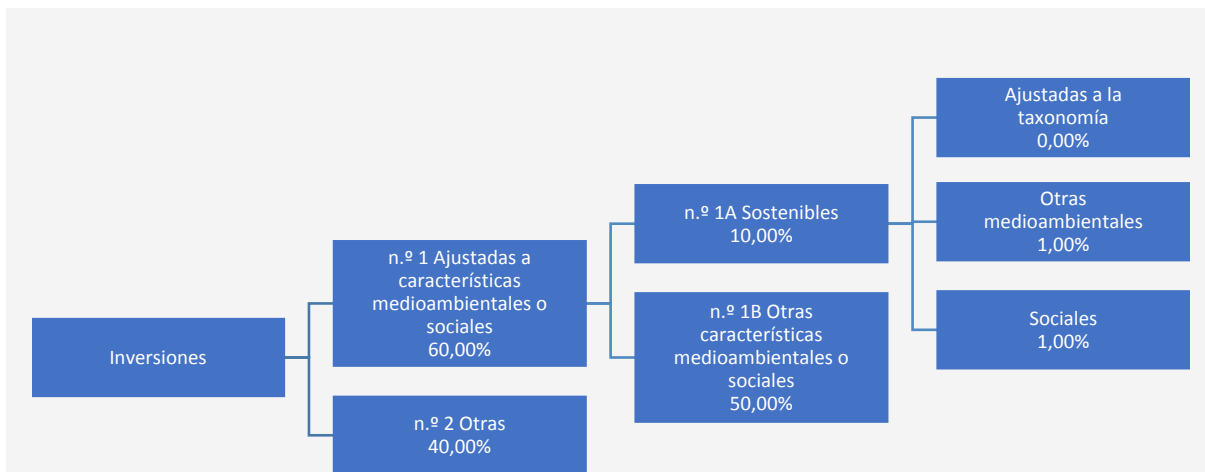 Inversiones
n.º 1 Ajustadas a
características
medioambientales o
sociales
60,00%
n.º 2 Otras
40,00%
n.º 1A Sostenibles
10,00%
n.º 1B Otras
características
medioambientales o
sociales
50,00%
Ajustadas a la
taxonomía
0,00%
Otras
medioambientales
1,00%
Sociales
1,00%